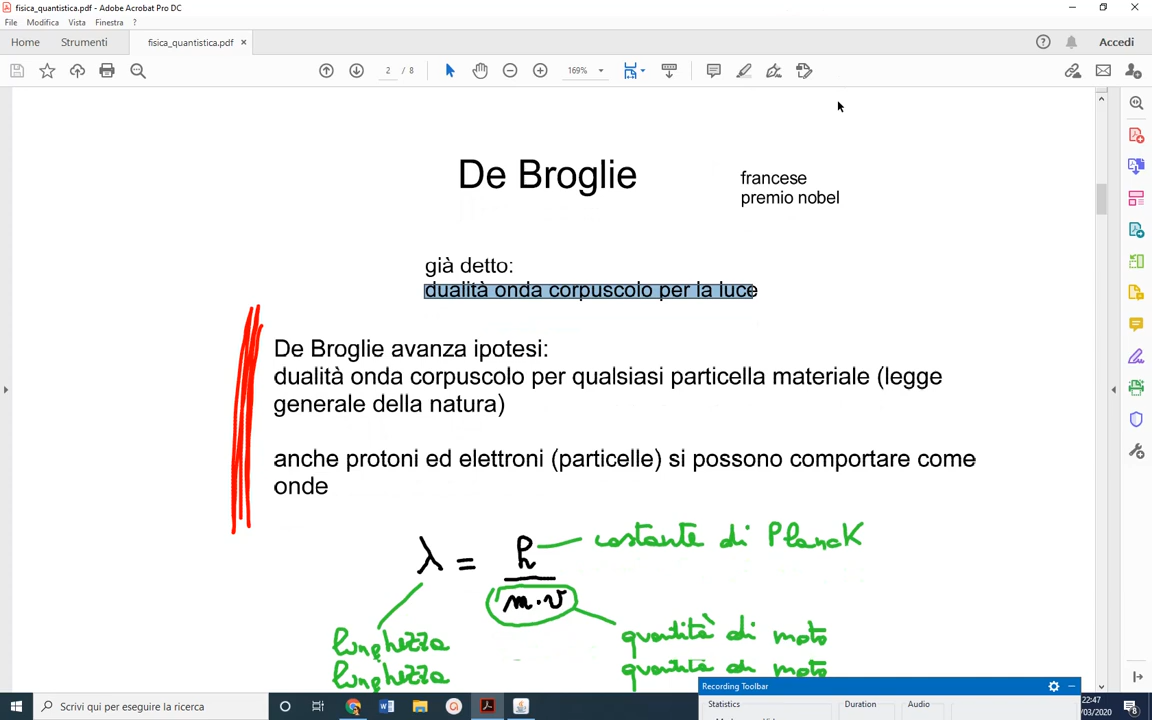 fisica_quantistica.pdf - Adobe Acrobat Pro DC
File Modifica Vista Finestra ?
Home Strumenti fisica_quantistica.pdf × Accedi
2 / 8 169%
De Broglie
francese
premio nobel
già detto:
dualità onda corpuscolo per la luce
De Broglie avanza ipotesi:
dualità onda corpuscolo per qualsiasi particella materiale (legge
generale della natura)
anche protoni ed elettroni (particelle) si possono comportare come
onde
λ = h / m·v
costante di Planck
lunghezza quantità di moto
lunghezza quantità di moto
Recording Toolbar
Statistics Duration Audio
Scrivi qui per eseguire la ricerca
22:47
/03/2020